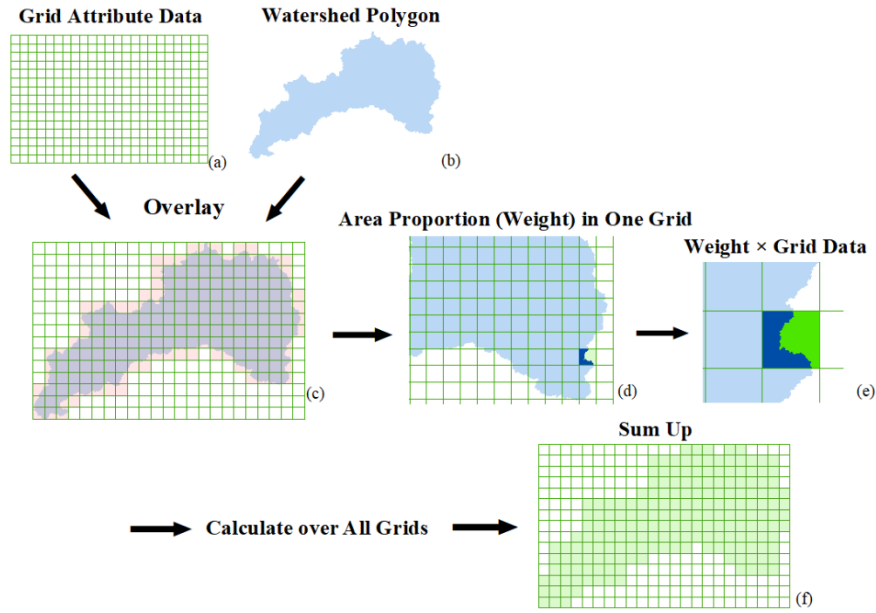 Grid Attribute Data
Watershed Polygon
(a)
(b)
Overlay
Area Proportion (Weight) in One Grid
Weight × Grid Data
(c)
(d)
(e)
Sum Up
Calculate over All Grids
(f)